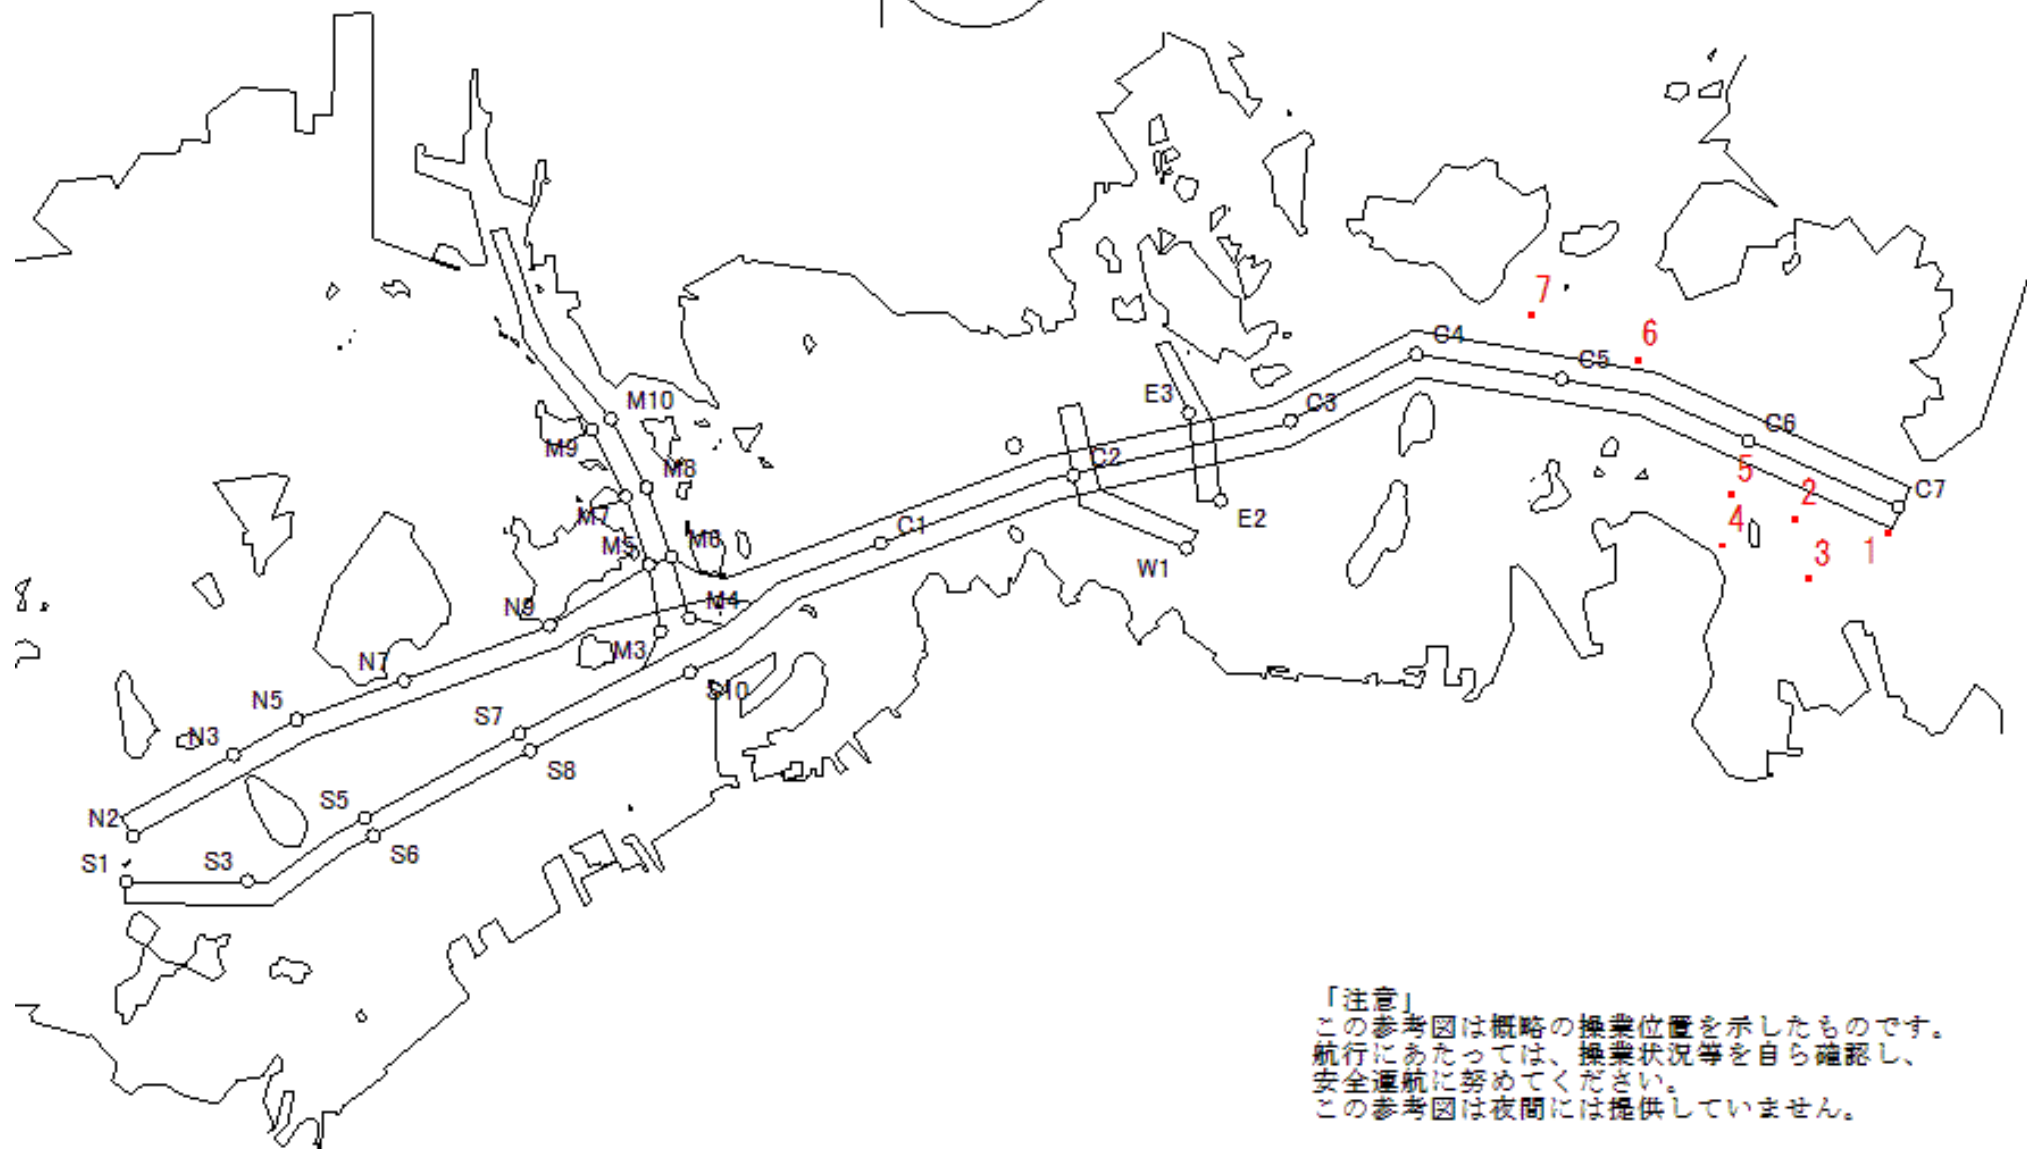 7
6
C4
C5
E3
C3
M10
C6
M9
C2
M8
5
2
C7
M7
E2
C1
4
M5
M6
1
3
W1
N9
M4
M3
N7
S10
N5
S7
N3
S8
S5
N2
S6
S1
S3
「注意」
この参考図は概略の操業位置を示したものです。
航行にあたっては、操業状況等を自ら確認し、
安全運航に努めてください。
この参考図は夜間には提供していません。